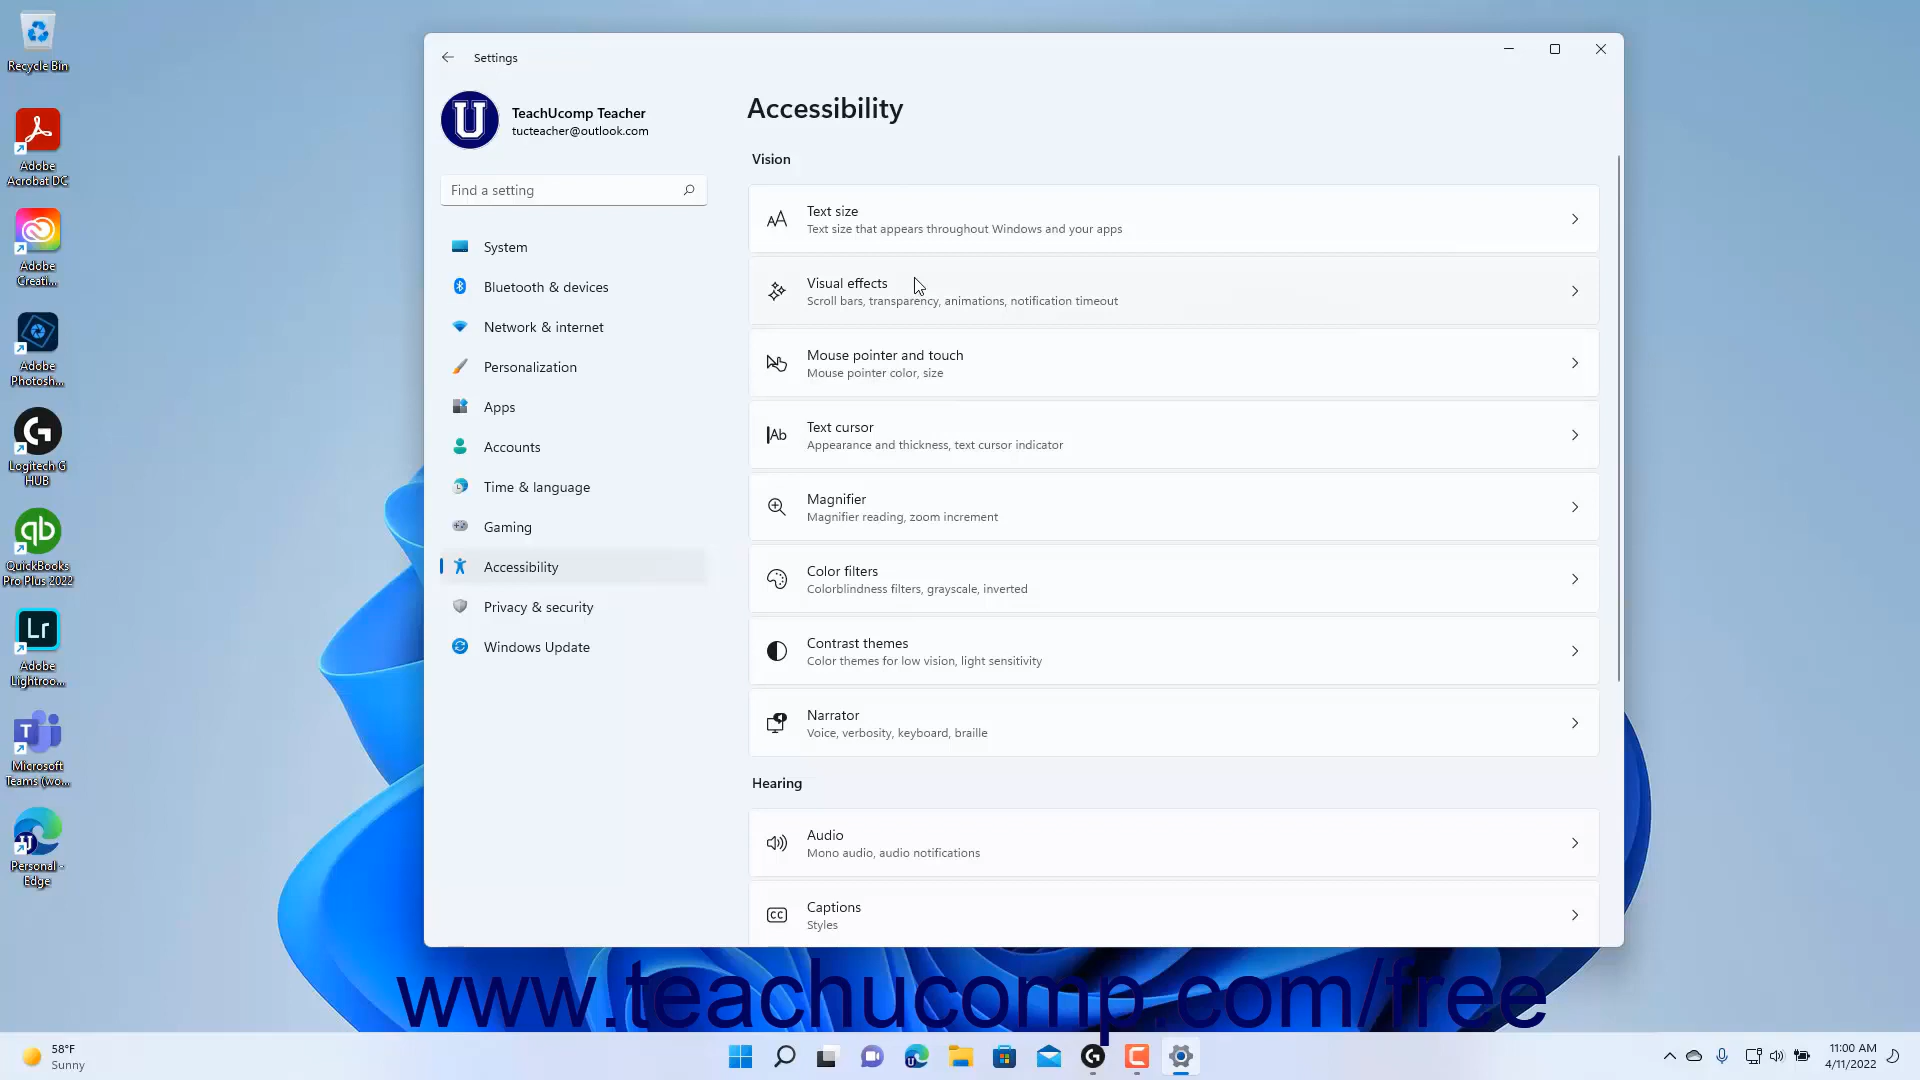 Recycle Bin
Adobe
Acrobat DC
Adobe
Creati...
Adobe
Photosh...
Logitech G
HUB
QuickBooks
Pro Plus 2022
Lr
Adobe
Lightroo...
Microsoft
Teams (wo...
Personal -
Edge
Settings
TeachUcomp Teacher
tucteacher@outlook.com
Find a setting
System
Bluetooth & devices
Network & internet
Personalization
Apps
Accounts
Time & language
Gaming
Accessibility
Privacy & security
Windows Update
Accessibility
Vision
Text size
Text size that appears throughout Windows and your apps
Visual effects
Scroll bars, transparency, animations, notification timeout
Mouse pointer and touch
Mouse pointer color, size
Text cursor
Appearance and thickness, text cursor indicator
Magnifier
Magnifier reading, zoom increment
Color filters
Colorblindness filters, grayscale, inverted
Contrast themes
Color themes for low vision, light sensitivity
Narrator
Voice, verbosity, keyboard, braille
Hearing
Audio
Mono audio, audio notifications
Captions
Styles
www.teachucomp.com/free
58°F
Sunny
11:00 AM
4/11/2022